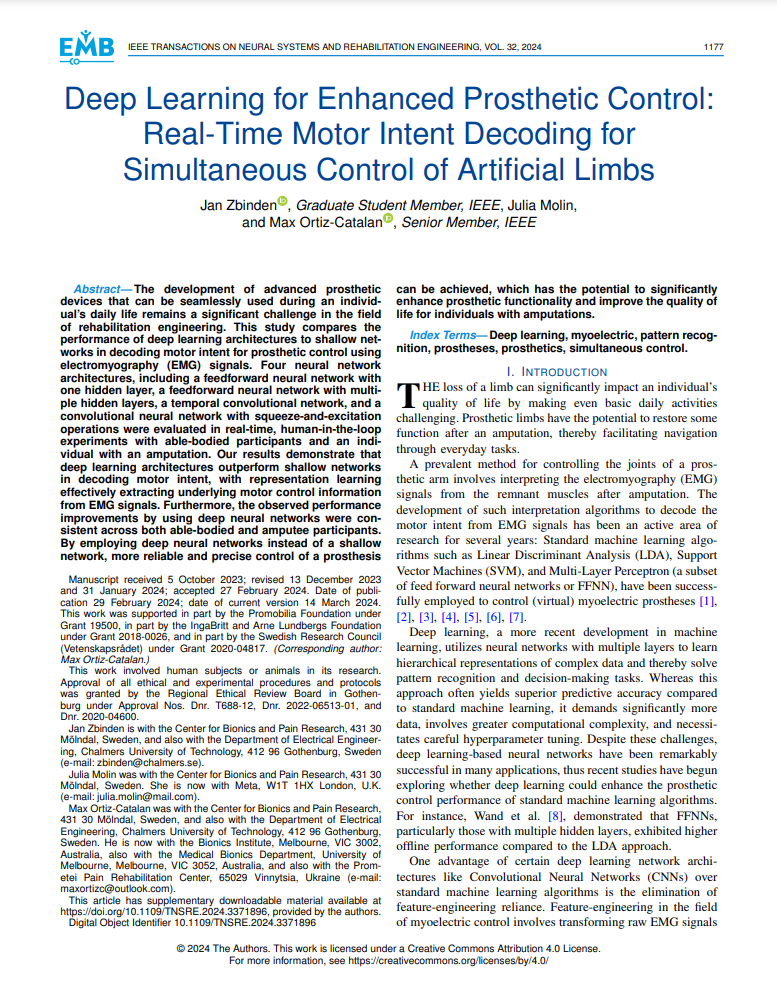 EMB
IEEE TRANSACTIONS ON NEURAL SYSTEMS AND REHABILITATION ENGINEERING, VOL. 32, 2024
1177
Deep Learning for Enhanced Prosthetic Control:
Real-Time Motor Intent Decoding for
Simultaneous Control of Artificial Limbs
Jan Zbinden, Graduate Student Member, IEEE, Julia Molin,
and Max Ortiz-Catalan, Senior Member, IEEE
Abstract—The development of advanced prosthetic
devices that can be seamlessly used during an individ-
ual's daily life remains a significant challenge in the field
of rehabilitation engineering. This study compares the
performance of deep learning architectures to shallow net-
works in decoding motor intent for prosthetic control using
electromyography (EMG) signals. Four neural network
architectures, including a feedforward neural network with
one hidden layer, a feedforward neural network with multi-
ple hidden layers, a temporal convolutional network, and a
convolutional neural network with squeeze-and-excitation
operations were evaluated in real-time, human-in-the-loop
experiments with able-bodied participants and an indi-
vidual with an amputation. Our results demonstrate that
deep learning architectures outperform shallow networks
in decoding motor intent, with representation learning
effectively extracting underlying motor control information
from EMG signals. Furthermore, the observed performance
improvements by using deep neural networks were con-
sistent across both able-bodied and amputee participants.
By employing deep neural networks instead of a shallow
network, more reliable and precise control of a prosthesis
Manuscript received 5 October 2023; revised 13 December 2023
and 31 January 2024; accepted 27 February 2024. Date of publi-
cation 29 February 2024; date of current version 14 March 2024.
This work was supported in part by the Promobilia Foundation under
Grant 19500, in part by the IngaBritt and Arne Lundbergs Foundation
under Grant 2018-0026, and in part by the Swedish Research Council
(Vetenskapsrådet) under Grant 2020-04817. (Corresponding author:
Max Ortiz-Catalan.)
This work involved human subjects or animals in its research.
Approval of all ethical and experimental procedures and protocols
was granted by the Regional Ethical Review Board in Gothen-
burg under Approval Nos. Dnr. T688-12, Dnr. 2022-06513-01, and
Dnr. 2020-04600.
Jan Zbinden is with the Center for Bionics and Pain Research, 431 30
Mölndal, Sweden, and also with the Department of Electrical Engineer-
ing, Chalmers University of Technology, 412 96 Gothenburg, Sweden
(e-mail: zbinden@chalmers.se).
Julia Molin was with the Center for Bionics and Pain Research, 431 30
Mölndal, Sweden. She is now with Meta, W1T 1HX London, U.K.
(e-mail: julia.molin@mail.com).
Max Ortiz-Catalan was with the Center for Bionics and Pain Research,
431 30 Mölndal, Sweden, and also with the Department of Electrical
Engineering, Chalmers University of Technology, 412 96 Gothenburg,
Sweden. He is now with the Bionics Institute, Melbourne, VIC 3002,
Australia, also with the Medical Bionics Department, University of
Melbourne, Melbourne, VIC 3052, Australia, and also with the Prom-
etei Pain Rehabilitation Center, 65029 Vinnytsia, Ukraine (e-mail:
maxortizc@outlook.com).
This article has supplementary downloadable material available at
https://doi.org/10.1109/TNSRE.2024.3371896, provided by the authors.
Digital Object Identifier 10.1109/TNSRE.2024.3371896
can be achieved, which has the potential to significantly
enhance prosthetic functionality and improve the quality of
life for individuals with amputations.
Index Terms—Deep learning, myoelectric, pattern recog-
nition, prostheses, prosthetics, simultaneous control.
I. INTRODUCTION
THE loss of a limb can significantly impact an individual's
quality of life by making even basic daily activities
challenging. Prosthetic limbs have the potential to restore some
function after an amputation, thereby facilitating navigation
through everyday tasks.
A prevalent method for controlling the joints of a pros-
thetic arm involves interpreting the electromyography (EMG)
signals from the remnant muscles after amputation. The
development of such interpretation algorithms to decode the
motor intent from EMG signals has been an active area of
research for several years: Standard machine learning algo-
rithms such as Linear Discriminant Analysis (LDA), Support
Vector Machines (SVM), and Multi-Layer Perceptron (a subset
of feed forward neural networks or FFNN), have been success-
fully employed to control (virtual) myoelectric prostheses [1],
[2], [3], [4], [5], [6], [7].
Deep learning, a more recent development in machine
learning, utilizes neural networks with multiple layers to learn
hierarchical representations of complex data and thereby solve
pattern recognition and decision-making tasks. Whereas this
approach often yields superior predictive accuracy compared
to standard machine learning, it demands significantly more
data, involves greater computational complexity, and necessi-
tates careful hyperparameter tuning. Despite these challenges,
deep learning-based neural networks have been remarkably
successful in many applications, thus recent studies have begun
exploring whether deep learning could enhance the prosthetic
control performance of standard machine learning algorithms.
For instance, Wand et al. [8], demonstrated that FFNNs,
particularly those with multiple hidden layers, exhibited higher
offline performance compared to the LDA approach.
One advantage of certain deep learning network archi-
tectures like Convolutional Neural Networks (CNNs) over
standard machine learning algorithms is the elimination of
feature-engineering reliance. Feature-engineering in the field
of myoelectric control involves transforming raw EMG signals
© 2024 The Authors. This work is licensed under a Creative Commons Attribution 4.0 License.
For more information, see https://creativecommons.org/licenses/by/4.0/